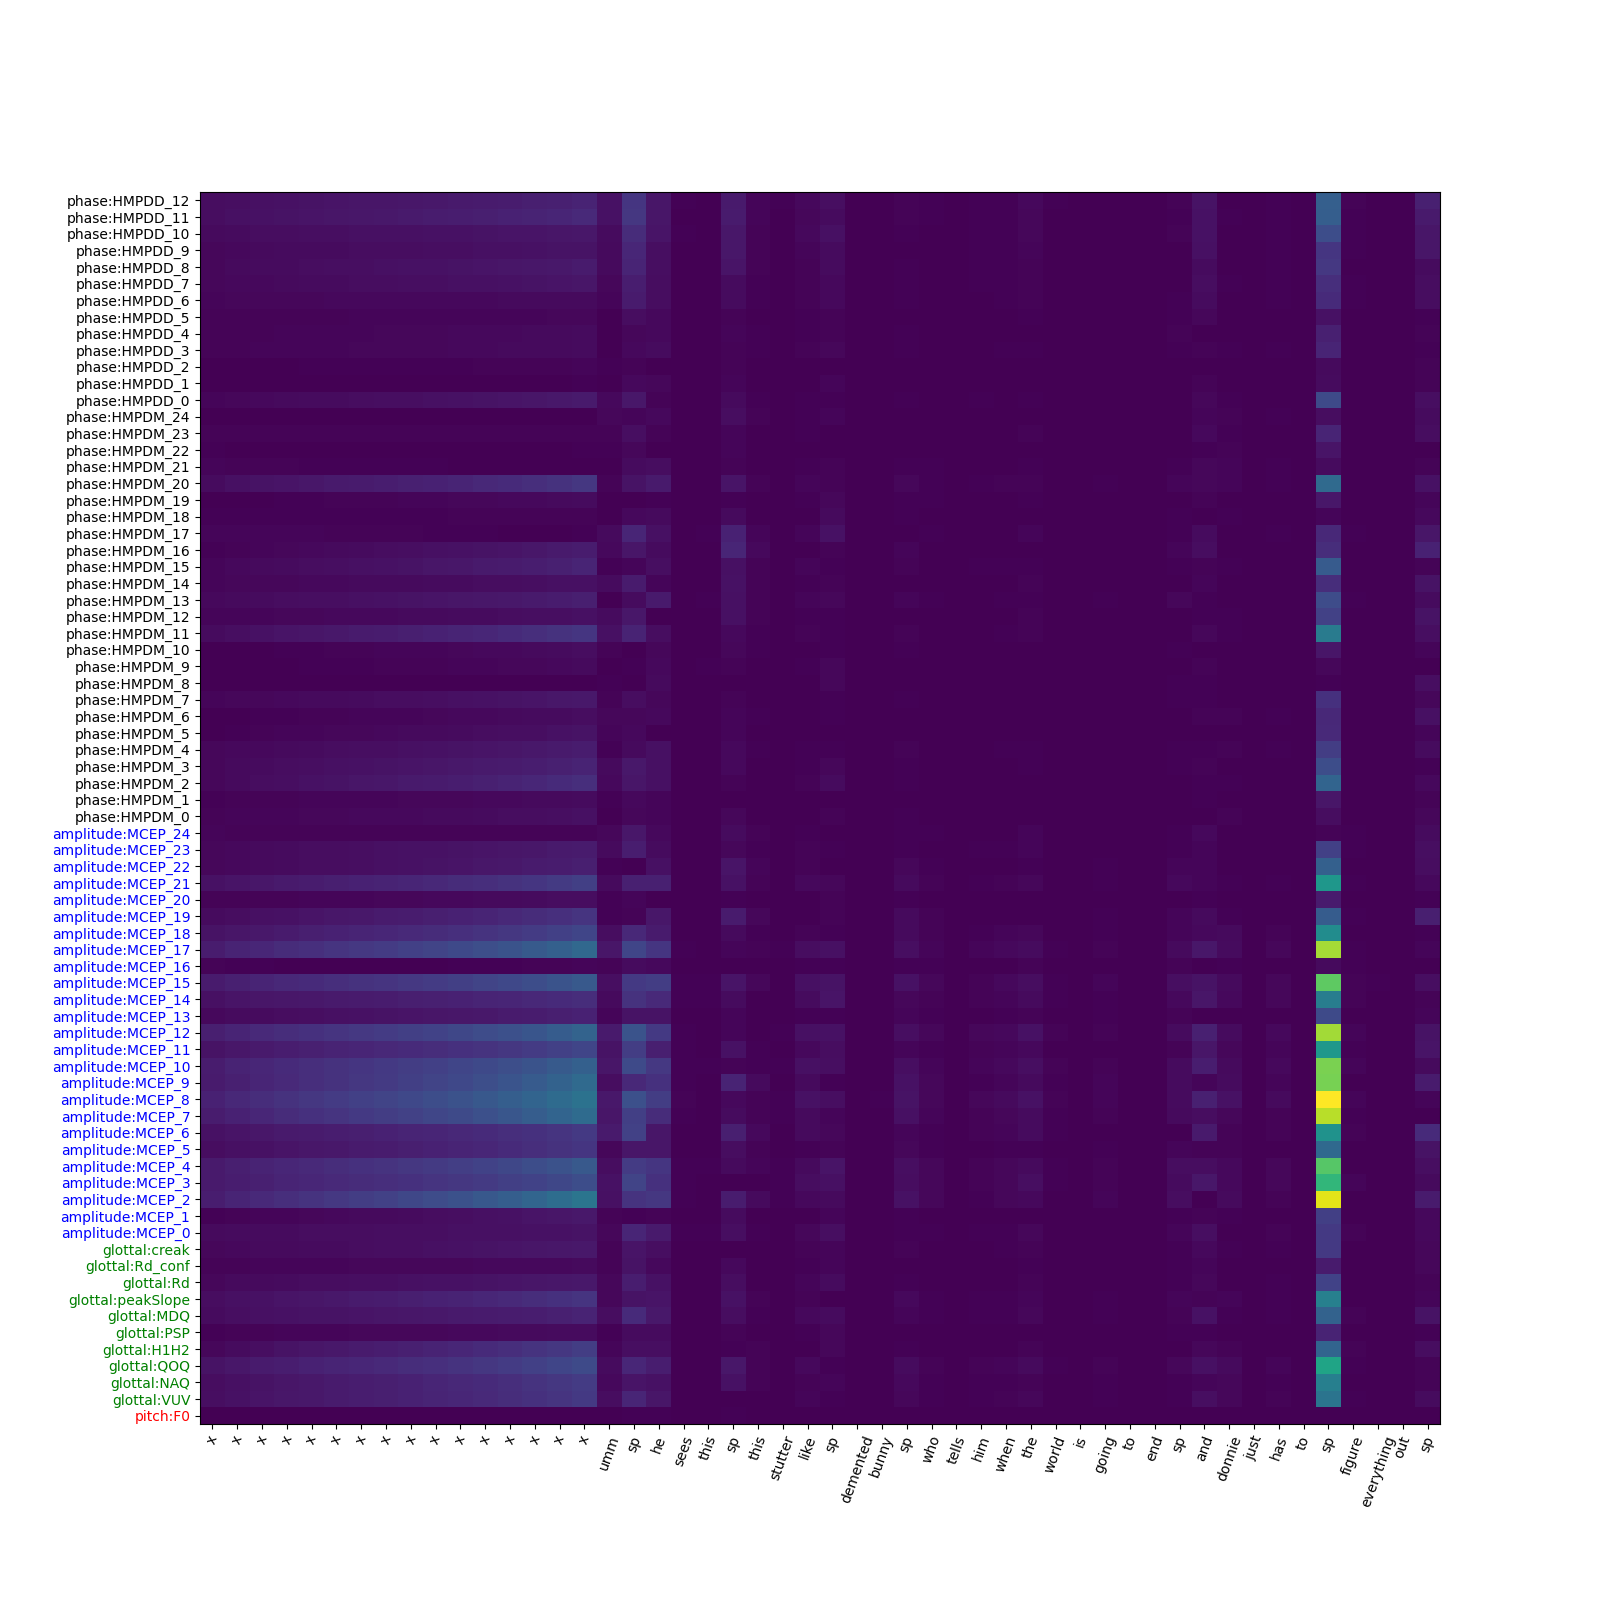 phase:HMPDD_12
phase:HMPDD_11
phase:HMPDD_10
phase:HMPDD_9
phase:HMPDD_8
phase:HMPDD_7
phase:HMPDD_6
phase:HMPDD_5
phase:HMPDD_4
phase:HMPDD_3
phase:HMPDD_2
phase:HMPDD_1
phase:HMPDD_0
phase:HMPDM_24
phase:HMPDM_23
phase:HMPDM_22
phase:HMPDM_21
phase:HMPDM_20
phase:HMPDM_19
phase:HMPDM_18
phase:HMPDM_17
phase:HMPDM_16
phase:HMPDM_15
phase:HMPDM_14
phase:HMPDM_13
phase:HMPDM_12
phase:HMPDM_11
phase:HMPDM_10
phase:HMPDM_9
phase:HMPDM_8
phase:HMPDM_7
phase:HMPDM_6
phase:HMPDM_5
phase:HMPDM_4
phase:HMPDM_3
phase:HMPDM_2
phase:HMPDM_1
phase:HMPDM_0
amplitude:MCEP_24
amplitude:MCEP_23
amplitude:MCEP_22
amplitude:MCEP_21
amplitude:MCEP_20
amplitude:MCEP_19
amplitude:MCEP_18
amplitude:MCEP_17
amplitude:MCEP_16
amplitude:MCEP_15
amplitude:MCEP_14
amplitude:MCEP_13
amplitude:MCEP_12
amplitude:MCEP_11
amplitude:MCEP_10
amplitude:MCEP_9
amplitude:MCEP_8
amplitude:MCEP_7
amplitude:MCEP_6
amplitude:MCEP_5
amplitude:MCEP_4
amplitude:MCEP_3
amplitude:MCEP_2
amplitude:MCEP_1
amplitude:MCEP_0
glottal:creak
glottal:Rd_conf
glottal:Rd
glottal:peakSlope
glottal:MDQ
glottal:PSP
glottal:H1H2
glottal:QOQ
glottal:NAQ
glottal:VUV
pitch:F0
x x x x x x x x x x x x x x x x umm sp he sees this sp this stutter like sp demented bunny sp who tells him when the world is going to end sp and donnie just has to sp figure everything out sp